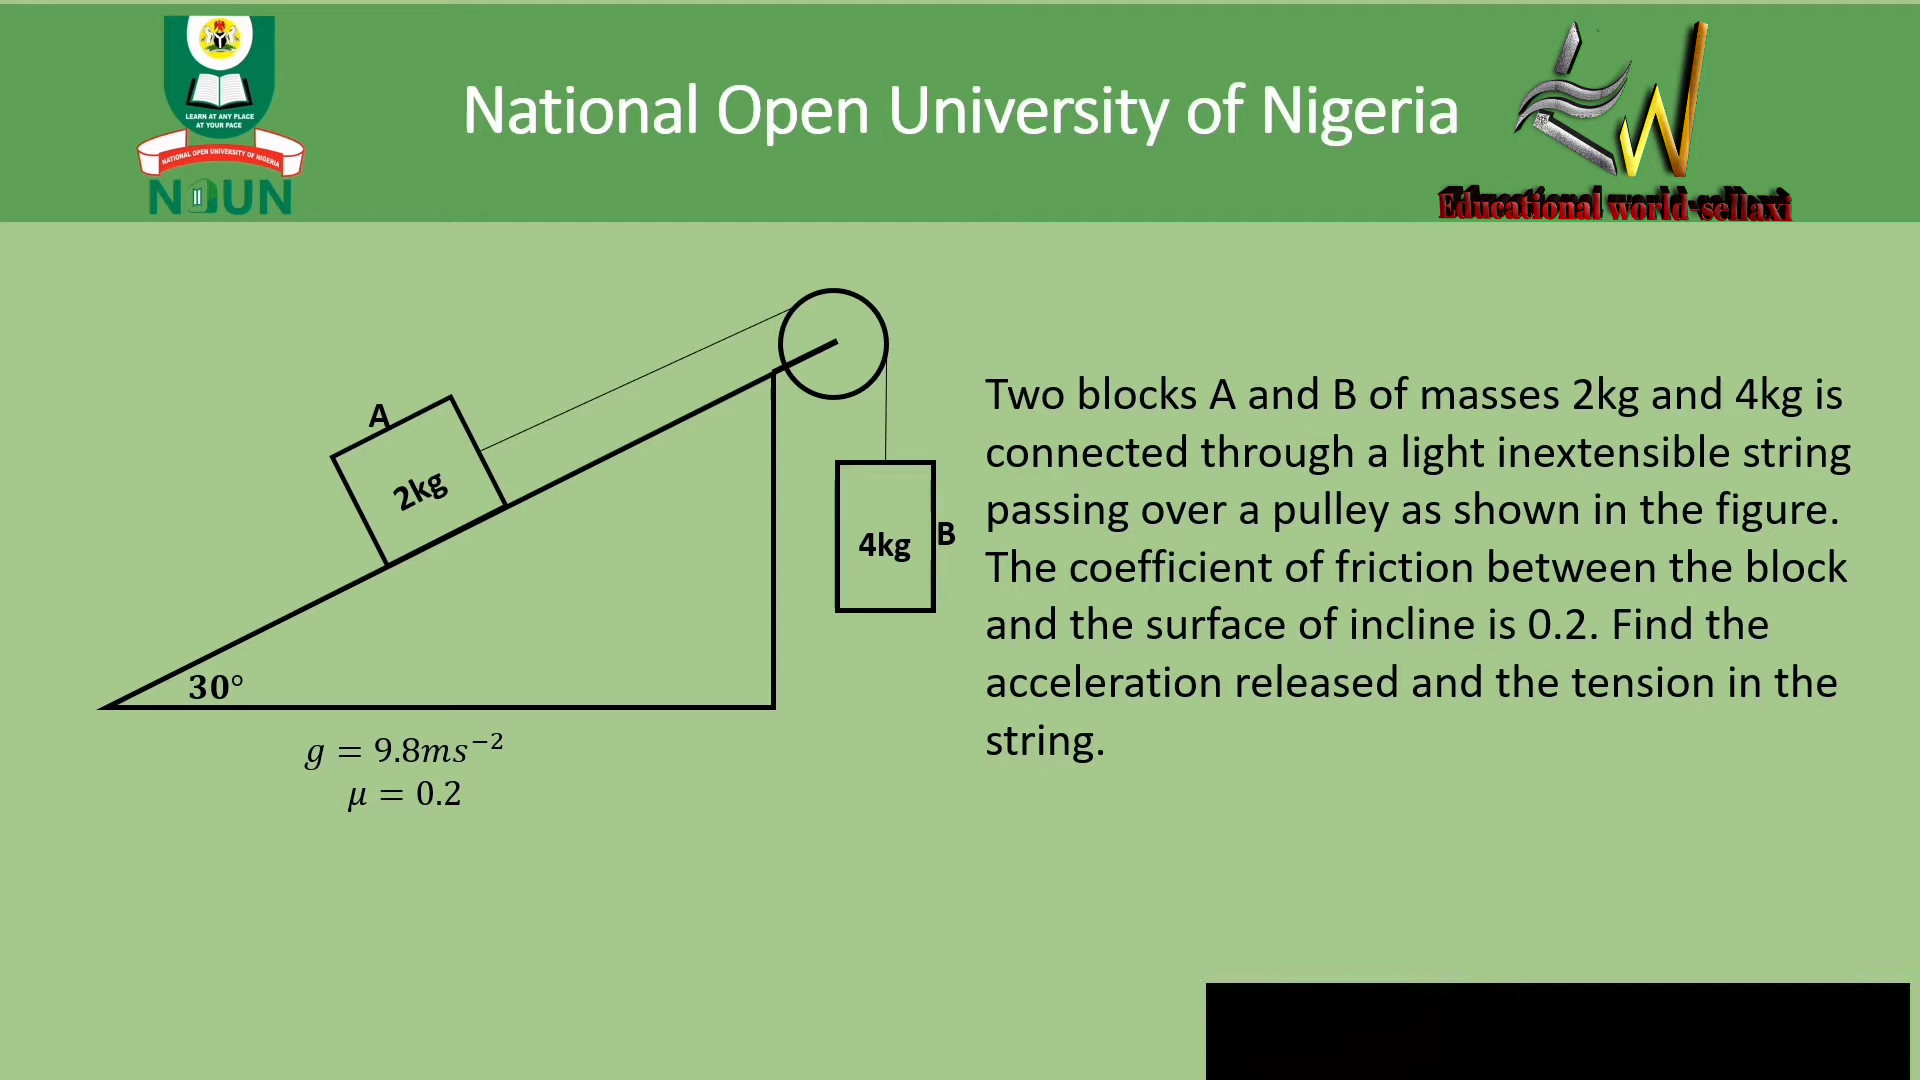 LEARN AT ANY PLACE
AT YOUR PACE
NATIONAL OPEN UNIVERSITY OF NIGERIA
NOUN
National Open University of Nigeria
Educational world-sellaxi
A
2kg
4kg
B
30°
g = 9.8ms⁻²
μ = 0.2
Two blocks A and B of masses 2kg and 4kg is
connected through a light inextensible string
passing over a pulley as shown in the figure.
The coefficient of friction between the block
and the surface of incline is 0.2. Find the
acceleration released and the tension in the
string.